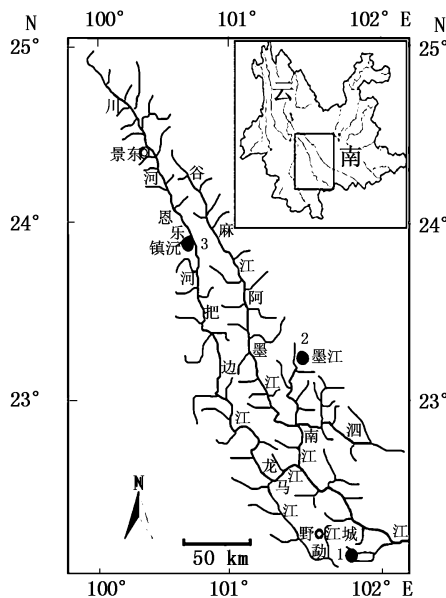 100° 101° 102° E
N
N
25°
25°
云
南
川
景东
河
谷
24°
24°
恩
麻
乐
镇沅
3
江
河
阿
把
2
墨
墨江
边
江
23°
23°
江
南
泗
江
龙
江
马
N
江
野
江城
江
勐
1
50 km
100° 101° 102° E